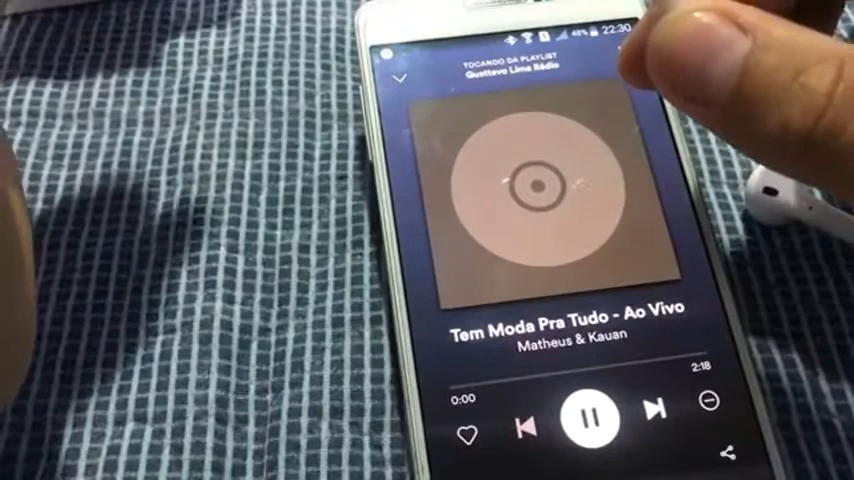 48% 22:30
TOCANDO DA PLAYLIST
Gusttavo Lima Rádio
Tem Moda Pra Tudo - Ao Vivo
Matheus & Kauan
0:00
2:18